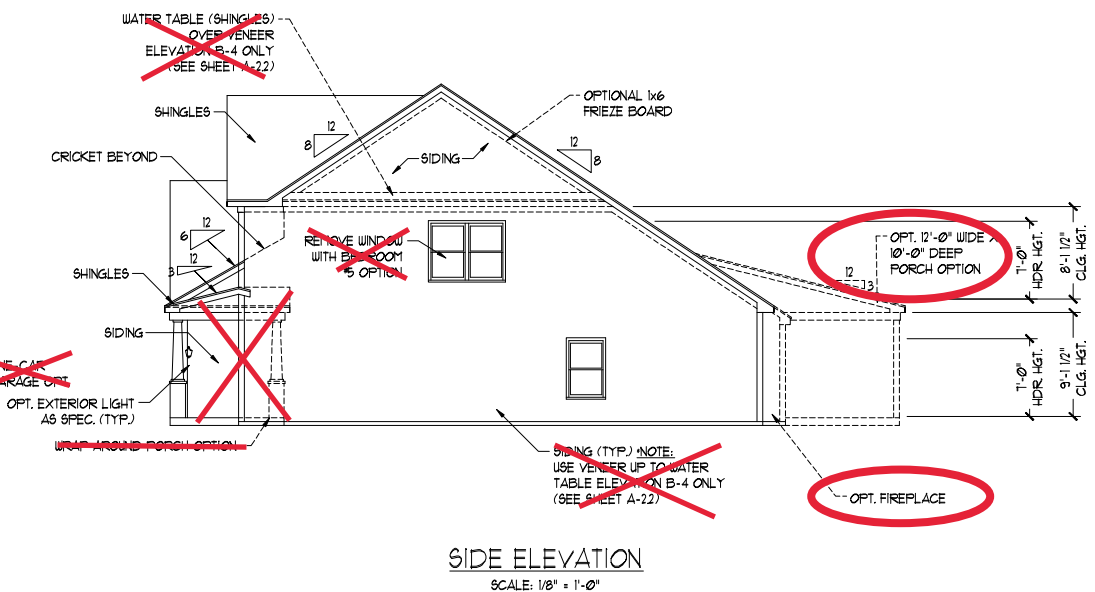 WATER TABLE (SHINGLES)
OVER VENEER
ELEVATION B-4 ONLY
(SEE SHEET A-2.2)
SHINGLES
OPTIONAL 1x6
FRIEZE BOARD
12
8
12
8
SIDING
CRICKET BEYOND
12
6
REMOVE WINDOW
WITH BEDROOM
#5 OPTION
OPT. 12'-0" WIDE X
10'-0" DEEP
PORCH OPTION
12
3
7'-0"
HDR. HGT.
8'-1 1/2"
CLG. HGT.
SHINGLES
3
12
SIDING
CAR
OPT.
OPT. EXTERIOR LIGHT
AS SPEC. (TYP.)
WRAP AROUND PORCH OPTION
7'-0"
HDR. HGT.
9'-1 1/2"
CLG. HGT.
SIDING (TYP.) *NOTE:
USE VENEER UP TO WATER
TABLE ELEVATION B-4 ONLY
(SEE SHEET A-2.2)
OPT. FIREPLACE
SIDE ELEVATION
SCALE: 1/8" = 1'-0"